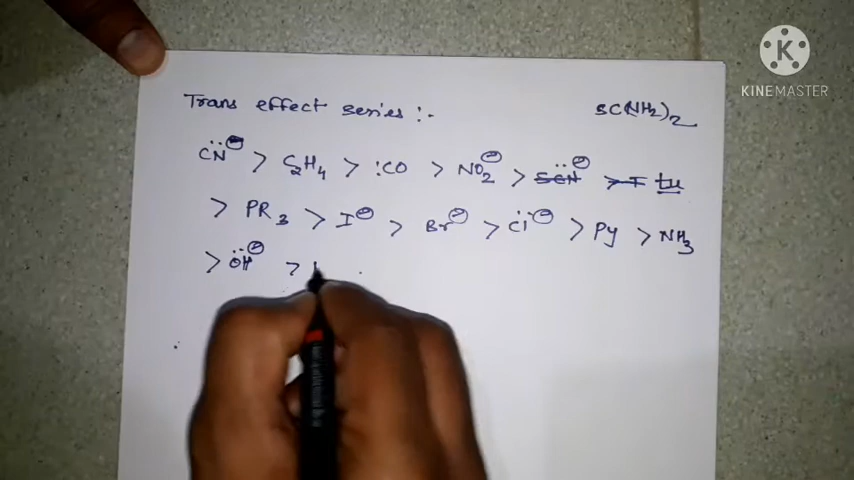 K
KINEMASTER
Trans effect series :- SC(NH₂)₂
:CN⊖ > C₂H₄ > :CO > NO₂⊖ > ~~SCN⊖~~ ~~> I~~ tu
> PR₃ > I⊖ > Br⊖ > Cl⊖ > Py > NH₃
> OH⊖ >